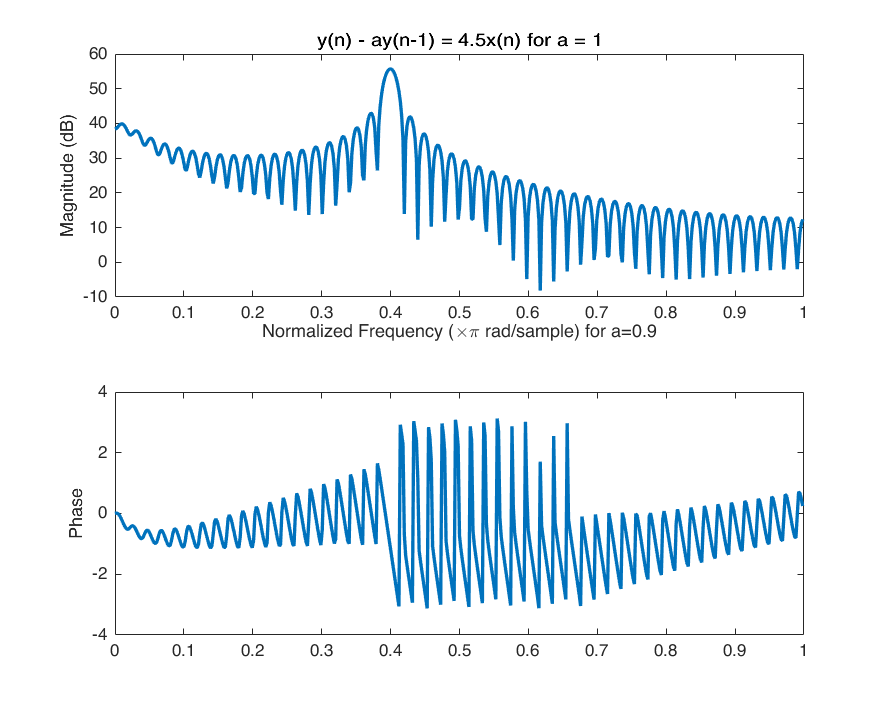 y(n) - ay(n-1) = 4.5x(n) for a = 1
60
50
40
30
20
10
0
-10
Magnitude (dB)
0 0.1 0.2 0.3 0.4 0.5 0.6 0.7 0.8 0.9 1
Normalized Frequency (×π rad/sample) for a=0.9
4
2
0
-2
-4
Phase
0 0.1 0.2 0.3 0.4 0.5 0.6 0.7 0.8 0.9 1